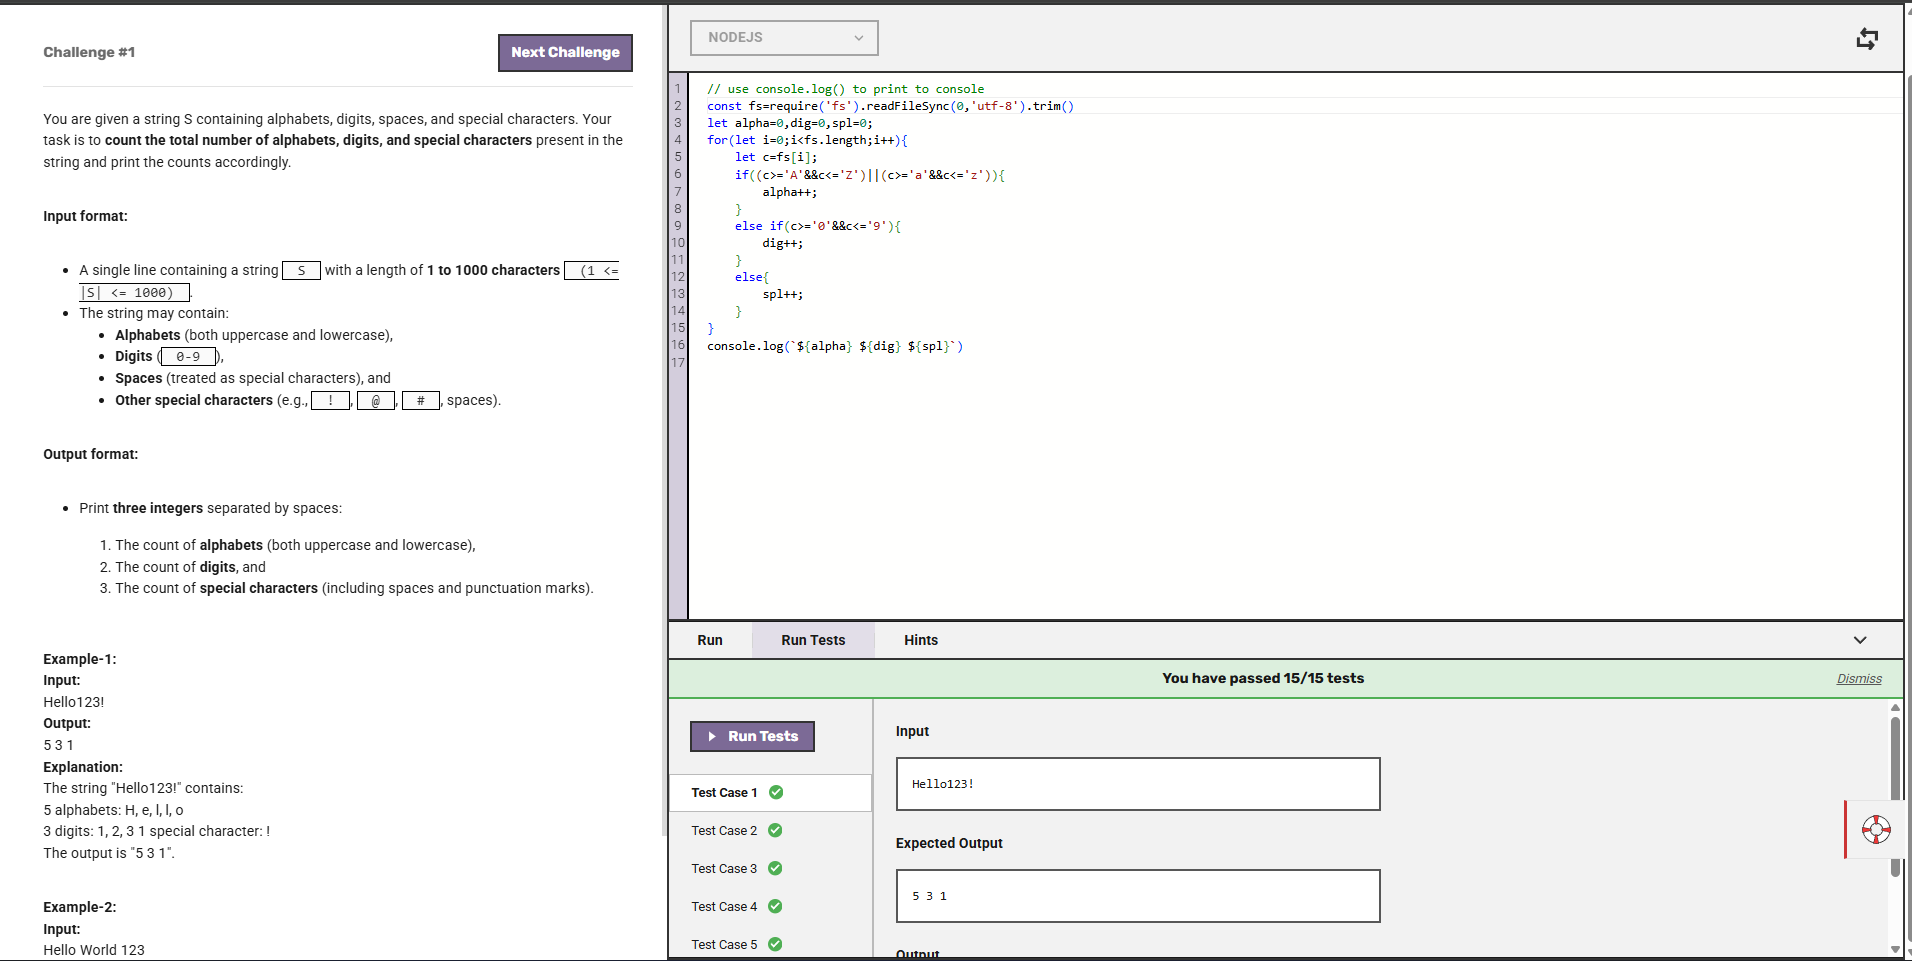 Challenge #1
Next Challenge
You are given a string S containing alphabets, digits, spaces, and special characters. Your
task is to count the total number of alphabets, digits, and special characters present in the
string and print the counts accordingly.
Input format:
• A single line containing a string S with a length of 1 to 1000 characters (1 <=
|S| <= 1000) .
• The string may contain:
• Alphabets (both uppercase and lowercase),
• Digits ( 0-9 ),
• Spaces (treated as special characters), and
• Other special characters (e.g., ! , @ , # , spaces).
Output format:
• Print three integers separated by spaces:
1. The count of alphabets (both uppercase and lowercase),
2. The count of digits, and
3. The count of special characters (including spaces and punctuation marks).
Example-1:
Input:
Hello123!
Output:
5 3 1
Explanation:
The string "Hello123!" contains:
5 alphabets: H, e, l, l, o
3 digits: 1, 2, 3 1 special character: !
The output is "5 3 1".
Example-2:
Input:
Hello World 123
NODEJS
1 // use console.log() to print to console
2 const fs=require('fs').readFileSync(0,'utf-8').trim()
3 let alpha=0,dig=0,spl=0;
4 for(let i=0;i<fs.length;i++){
5     let c=fs[i];
6     if((c>='A'&&c<='Z')||(c>='a'&&c<='z')){
7         alpha++;
8     }
9     else if(c>='0'&&c<='9'){
10         dig++;
11     }
12     else{
13         spl++;
14     }
15 }
16 console.log(`${alpha} ${dig} ${spl}`)
17
Run
Run Tests
Hints
You have passed 15/15 tests
Dismiss
Run Tests
Test Case 1
Test Case 2
Test Case 3
Test Case 4
Test Case 5
Input
Hello123!
Expected Output
5 3 1
Output